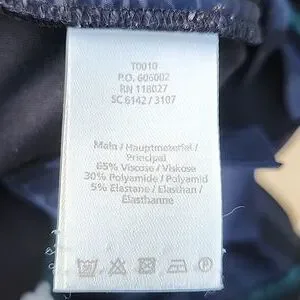 T0010
P.O. 606002
RN 118027
SC 6142 / 3107
Main / Hauptmaterial /
Principal
65% Viscose / Viskose
30% Polyamide / Polyamid
5% Elastane / Elasthan /
Elasthanne